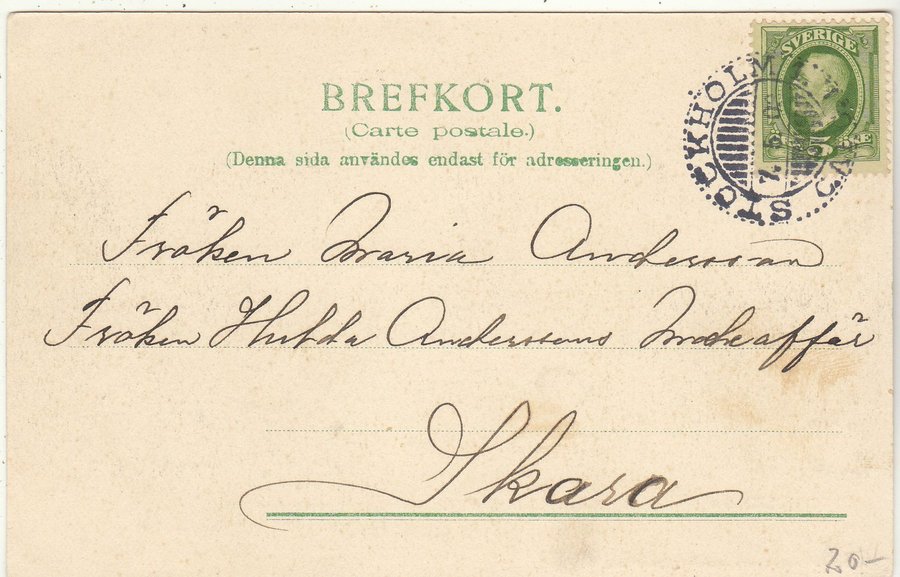 BREFKORT.
(Carte postale.)
(Denna sida användes endast för adresseringen.)
SVERIGE
STOCKHOLM
Fröken Maria Andersson
Fröken Hulda Anderssons Modeaffär
Skara
20-